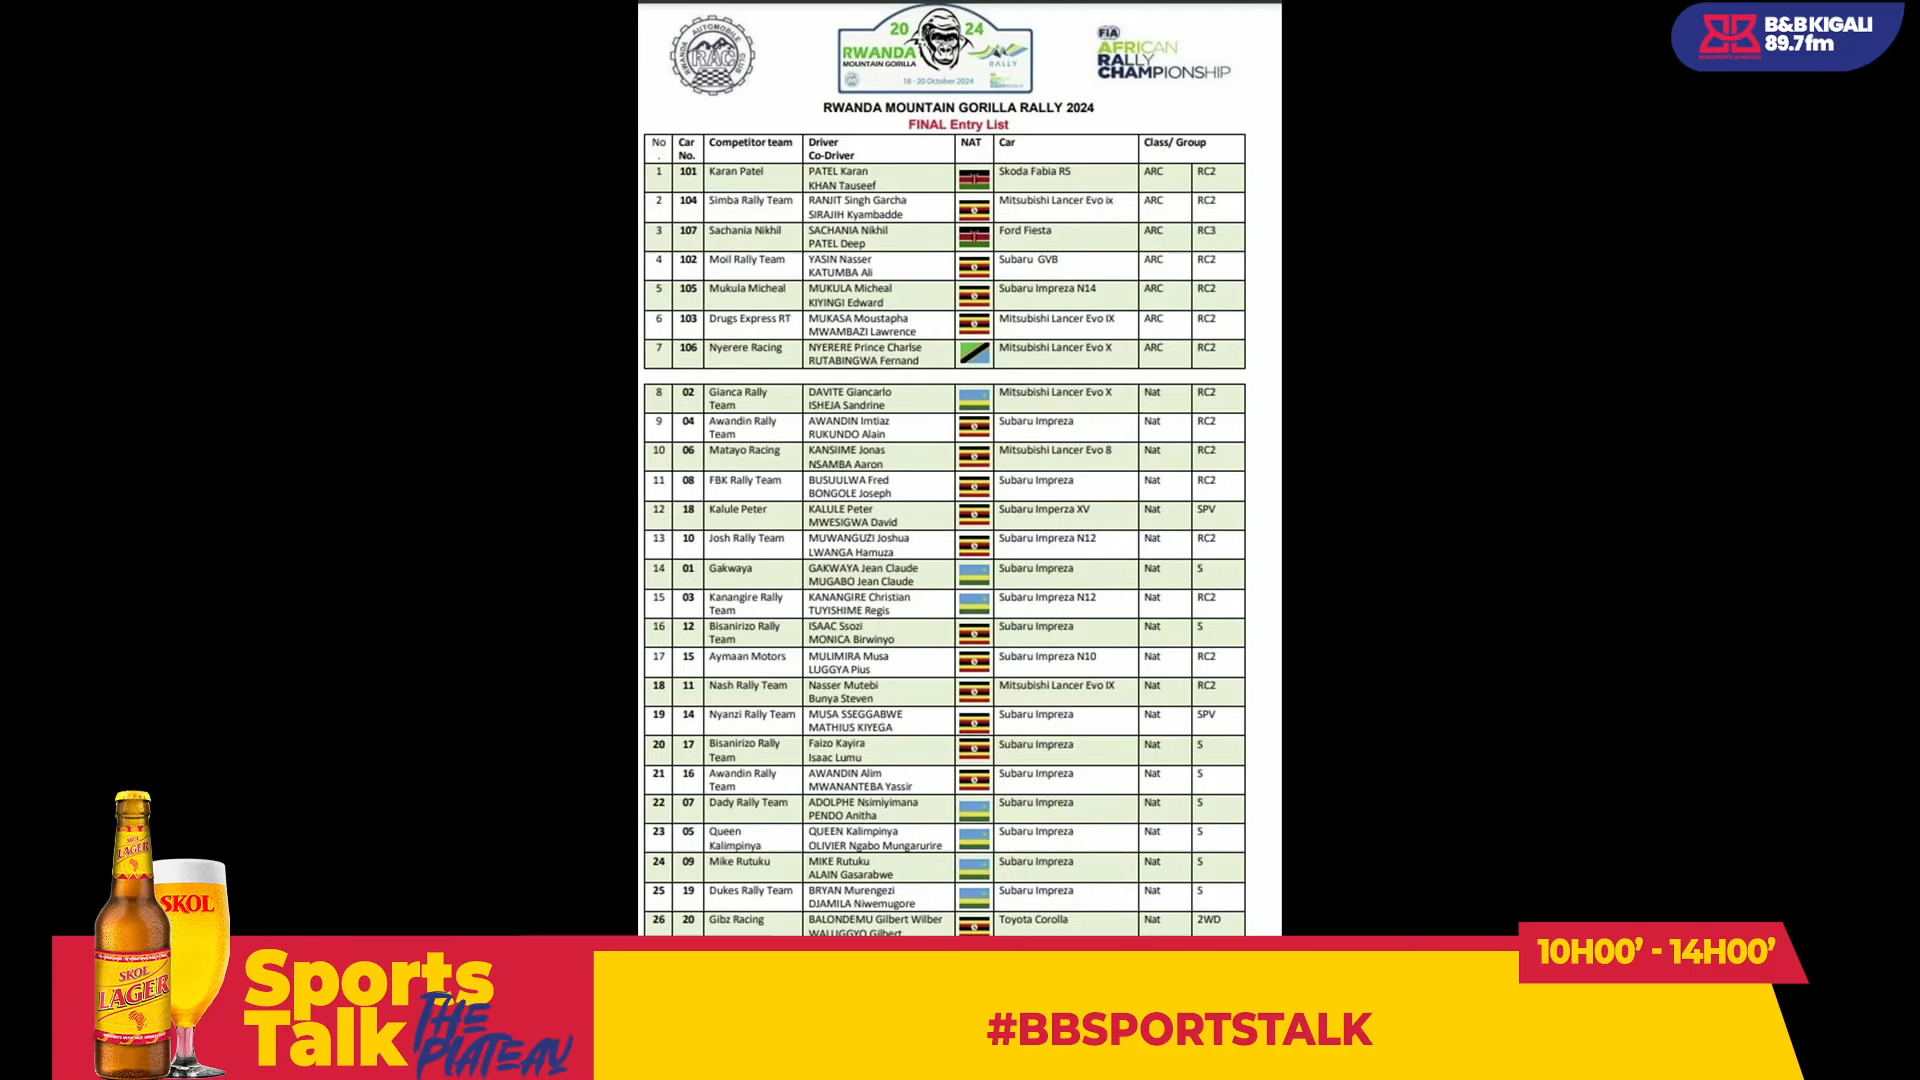 B&B KIGALI
89.7fm
RWANDA AUTOMOBILE CLUB
RAC
20 24
RWANDA
MOUNTAIN GORILLA
RALLY
18 - 20 October 2024
FIA
AFRICAN
RALLY
CHAMPIONSHIP
RWANDA MOUNTAIN GORILLA RALLY 2024
FINAL Entry List
No. Car No. Competitor team Driver Co-Driver NAT Car Class/ Group
1 101 Karan Patel PATEL Karan KHAN Tauseef Skoda Fabia R5 ARC RC2
2 104 Simba Rally Team RANJIT Singh Garcha SIRAJIH Kyambadde Mitsubishi Lancer Evo ix ARC RC2
3 107 Sachania Nikhil SACHANIA Nikhil PATEL Deep Ford Fiesta ARC RC3
4 102 Moil Rally Team YASIN Nasser KATUMBA Ali Subaru GVB ARC RC2
5 105 Mukula Micheal MUKULA Micheal KIYINGI Edward Subaru Impreza N14 ARC RC2
6 103 Drugs Express RT MUKASA Moustapha MWAMBAZI Lawrence Mitsubishi Lancer Evo IX ARC RC2
7 106 Nyerere Racing NYERERE Prince Charlse RUTABINGWA Fernand Mitsubishi Lancer Evo X ARC RC2
8 02 Gianca Rally Team DAVITE Giancarlo ISHEJA Sandrine Mitsubishi Lancer Evo X Nat RC2
9 04 Awandin Rally Team AWANDIN Imtiaz RUKUNDO Alain Subaru Impreza Nat RC2
10 06 Matayo Racing KANSIIME Jonas NSAMBA Aaron Mitsubishi Lancer Evo 8 Nat RC2
11 08 FBK Rally Team BUSUULWA Fred BONGOLE Joseph Subaru Impreza Nat RC2
12 18 Kalule Peter KALULE Peter MWESIGWA David Subaru Imperza XV Nat SPV
13 10 Josh Rally Team MUWANGUZI Joshua LWANGA Hamuza Subaru Impreza N12 Nat RC2
14 01 Gakwaya GAKWAYA Jean Claude MUGABO Jean Claude Subaru Impreza Nat S
15 03 Kanangire Rally Team KANANGIRE Christian TUYISHIME Regis Subaru Impreza N12 Nat RC2
16 12 Bisanirizo Rally Team ISAAC Ssozi MONICA Birwinyo Subaru Impreza Nat S
17 15 Aymaan Motors MULIMIRA Musa LUGGYA Pius Subaru Impreza N10 Nat RC2
18 11 Nash Rally Team Nasser Mutebi Bunya Steven Mitsubishi Lancer Evo IX Nat RC2
19 14 Nyanzi Rally Team MUSA SSEGGABWE MATHIUS KIYEGA Subaru Impreza Nat SPV
20 17 Bisanirizo Rally Team Faizo Kayira Isaac Lumu Subaru Impreza Nat S
21 16 Awandin Rally Team AWANDIN Alim MWANANTEBA Yassir Subaru Impreza Nat S
22 07 Dady Rally Team ADOLPHE Nsimiyimana PENDO Anitha Subaru Impreza Nat S
23 05 Queen Kalimpinya QUEEN Kalimpinya OLIVIER Ngabo Mungarurire Subaru Impreza Nat S
24 09 Mike Rutuku MIKE Rutuku ALAIN Gasarabwe Subaru Impreza Nat S
25 19 Dukes Rally Team BRYAN Murengezi DJAMILA Niwemugore Subaru Impreza Nat S
26 20 Gibz Racing BALONDEMU Gilbert Wilber WALUGGYO Gilbert Toyota Corolla Nat 2WD
SKOL
LAGER
SKOL
SKOL
LAGER
Sports
Talk
THE
PLATEAU
10H00' - 14H00'
#BBSPORTSTALK